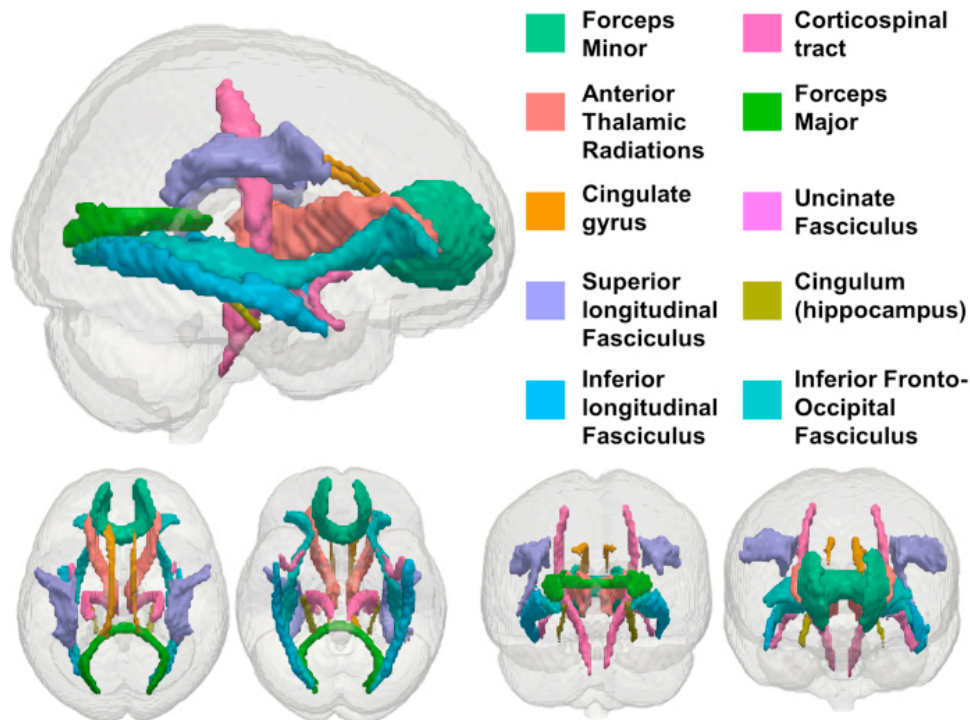 Forceps
Minor
Corticospinal
tract
Anterior
Thalamic
Radiations
Forceps
Major
Cingulate
gyrus
Uncinate
Fasciculus
Superior
longitudinal
Fasciculus
Cingulum
(hippocampus)
Inferior
longitudinal
Fasciculus
Inferior Fronto-
Occipital
Fasciculus